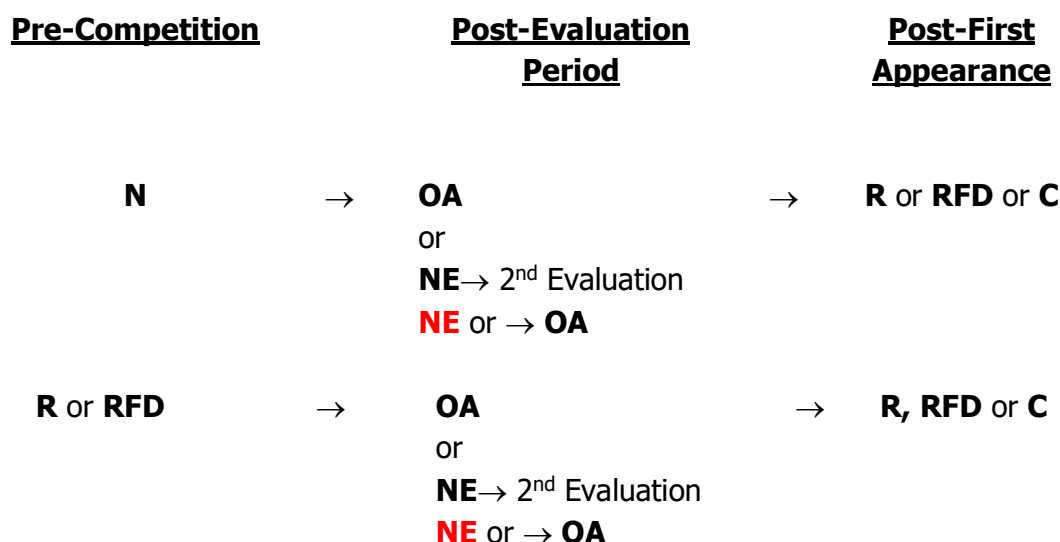 Pre-Competition Post-Evaluation Post-First
Period Appearance
N → OA → R or RFD or C
or
NE→ 2nd Evaluation
NE or → OA
R or RFD → OA → R, RFD or C
or
NE→ 2nd Evaluation
NE or → OA